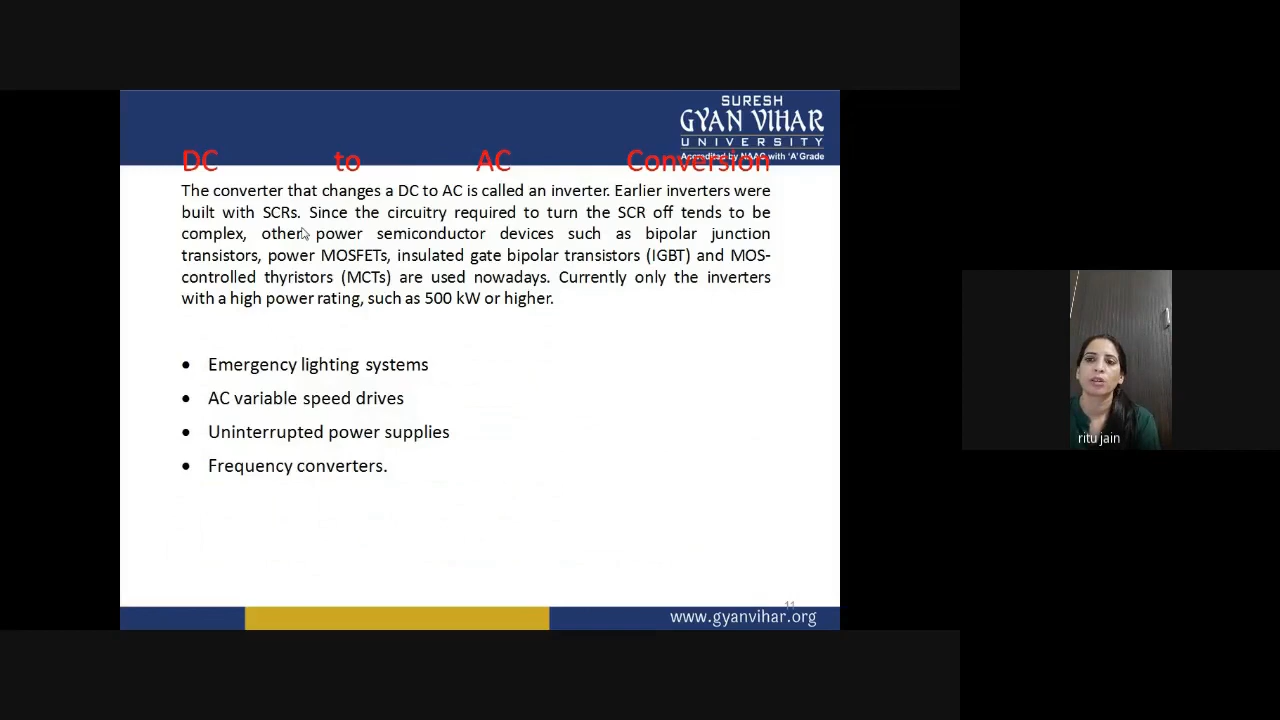 SURESH
GYAN VIHAR
UNIVERSITY
Accredited by NAAC with 'A' Grade
DC to AC Conversion
The converter that changes a DC to AC is called an inverter. Earlier inverters were
built with SCRs. Since the circuitry required to turn the SCR off tends to be
complex, other power semiconductor devices such as bipolar junction
transistors, power MOSFETs, insulated gate bipolar transistors (IGBT) and MOS-
controlled thyristors (MCTs) are used nowadays. Currently only the inverters
with a high power rating, such as 500 kW or higher.
• Emergency lighting systems
• AC variable speed drives
• Uninterrupted power supplies
• Frequency converters.
ritu jain
11
www.gyanvihar.org